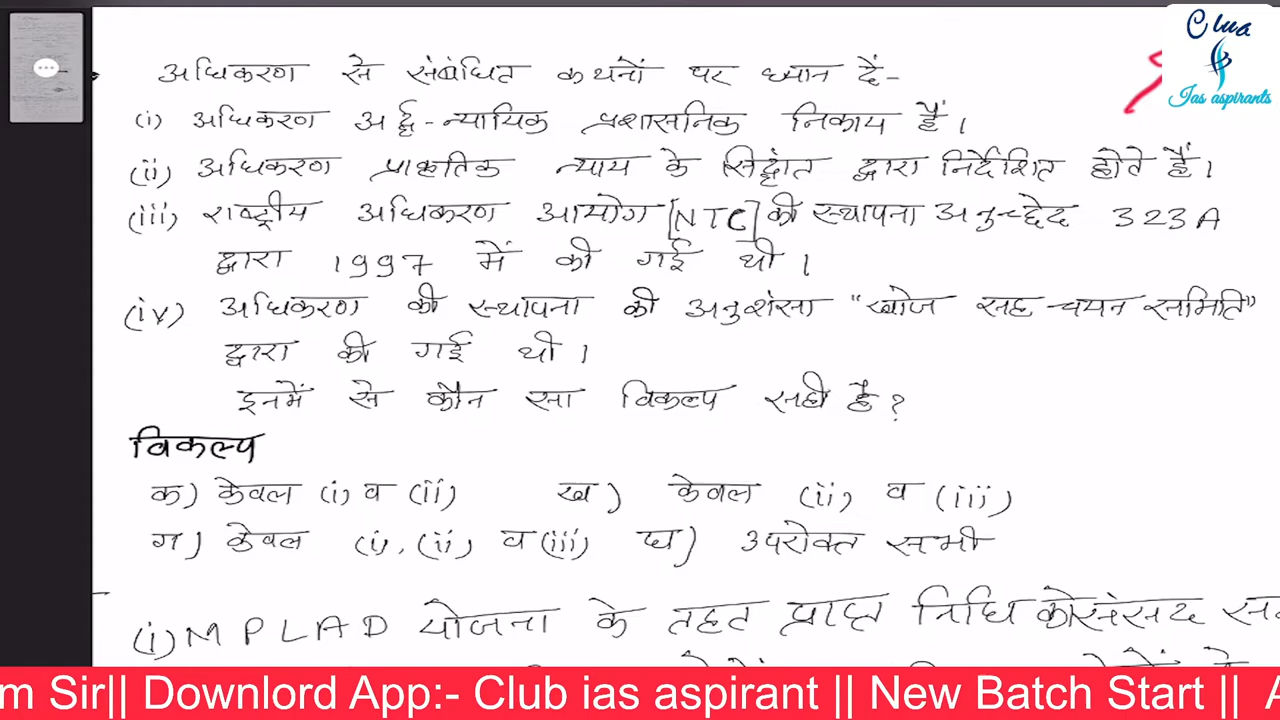 Clua
Ias aspirants
अधिकरण से संबंधित कथनों पर ध्यान दें-
(i) अधिकरण अर्द्ध-न्यायिक प्रशासनिक निकाय हैं।
(ii) अधिकरण प्राकृतिक न्याय के सिद्धांत द्वारा निर्देशित होते हैं।
(iii) राष्ट्रीय अधिकरण आयोग [NTC] की स्थापना अनुच्छेद 323A
द्वारा 1997 में की गई थी।
(iv) अधिकरण की स्थापना की अनुशंसा "खोज सह-चयन समिति"
द्वारा की गई थी।
इनमें से कौन सा विकल्प सही है?
विकल्प
क) केवल (i) व (ii) ख) केवल (ii) व (iii)
ग) केवल (i), (ii) व (iii) घ) उपरोक्त सभी
(i) MPLAD योजना के तहत प्राप्त निधि को संसद
m Sir|| Downlord App:- Club ias aspirant || New Batch Start || A